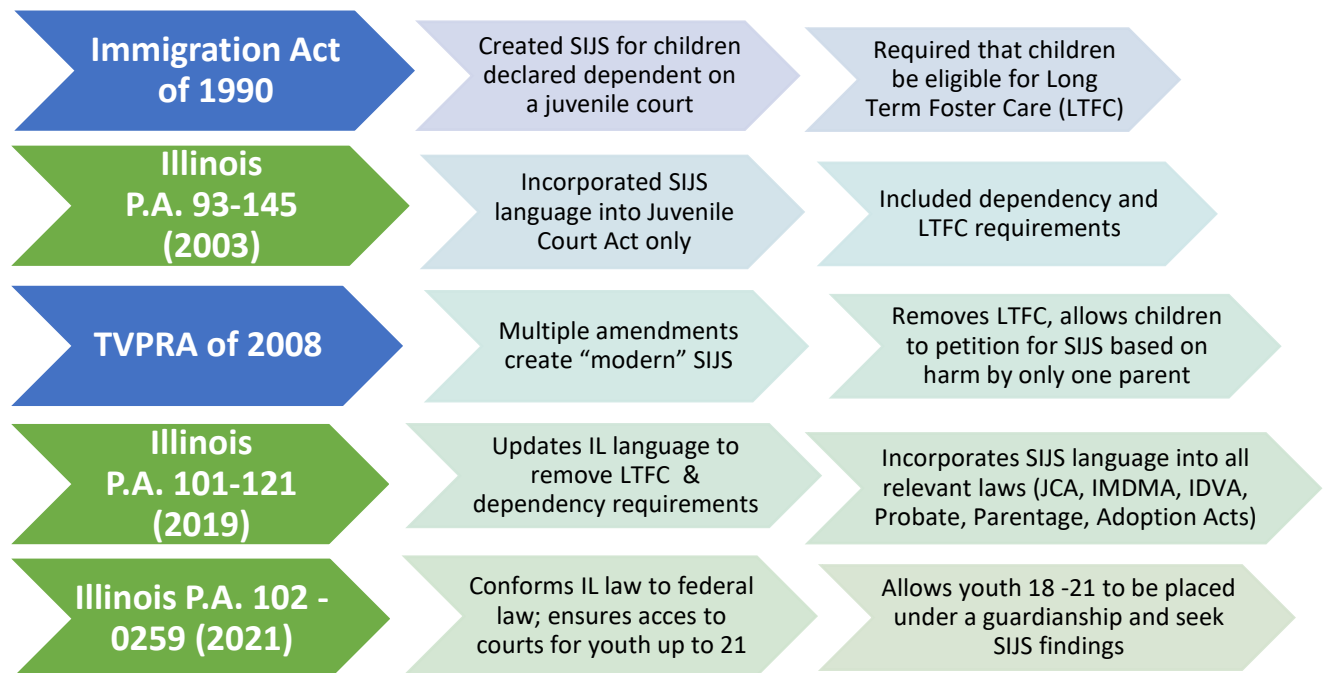 Immigration Act
of 1990
Created SIJS for children
declared dependent on
a juvenile court
Required that children
be eligible for Long
Term Foster Care (LTFC)
Illinois
P.A. 93-145
(2003)
Incorporated SIJS
language into Juvenile
Court Act only
Included dependency and
LTFC requirements
TVPRA of 2008
Multiple amendments
create “modern” SIJS
Removes LTFC, allows children
to petition for SIJS based on
harm by only one parent
Illinois
P.A. 101-121
(2019)
Updates IL language to
remove LTFC &
dependency requirements
Incorporates SIJS language into all
relevant laws (JCA, IMDMA, IDVA,
Probate, Parentage, Adoption Acts)
Illinois P.A. 102 -
0259 (2021)
Conforms IL law to federal
law; ensures acces to
courts for youth up to 21
Allows youth 18 -21 to be placed
under a guardianship and seek
SIJS findings